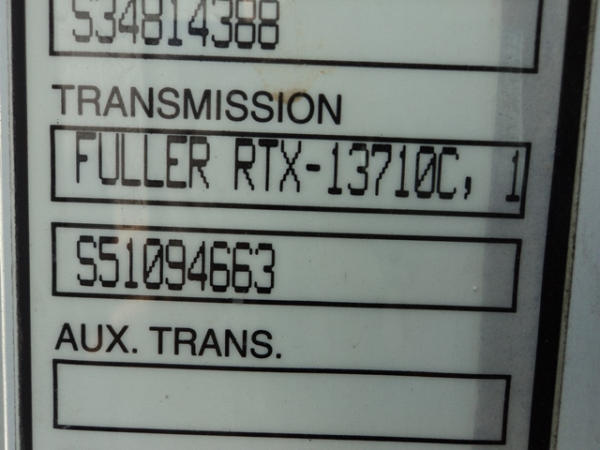 S34814388
TRANSMISSION
FULLER RTX-13710C, 1
S51094663
AUX. TRANS.